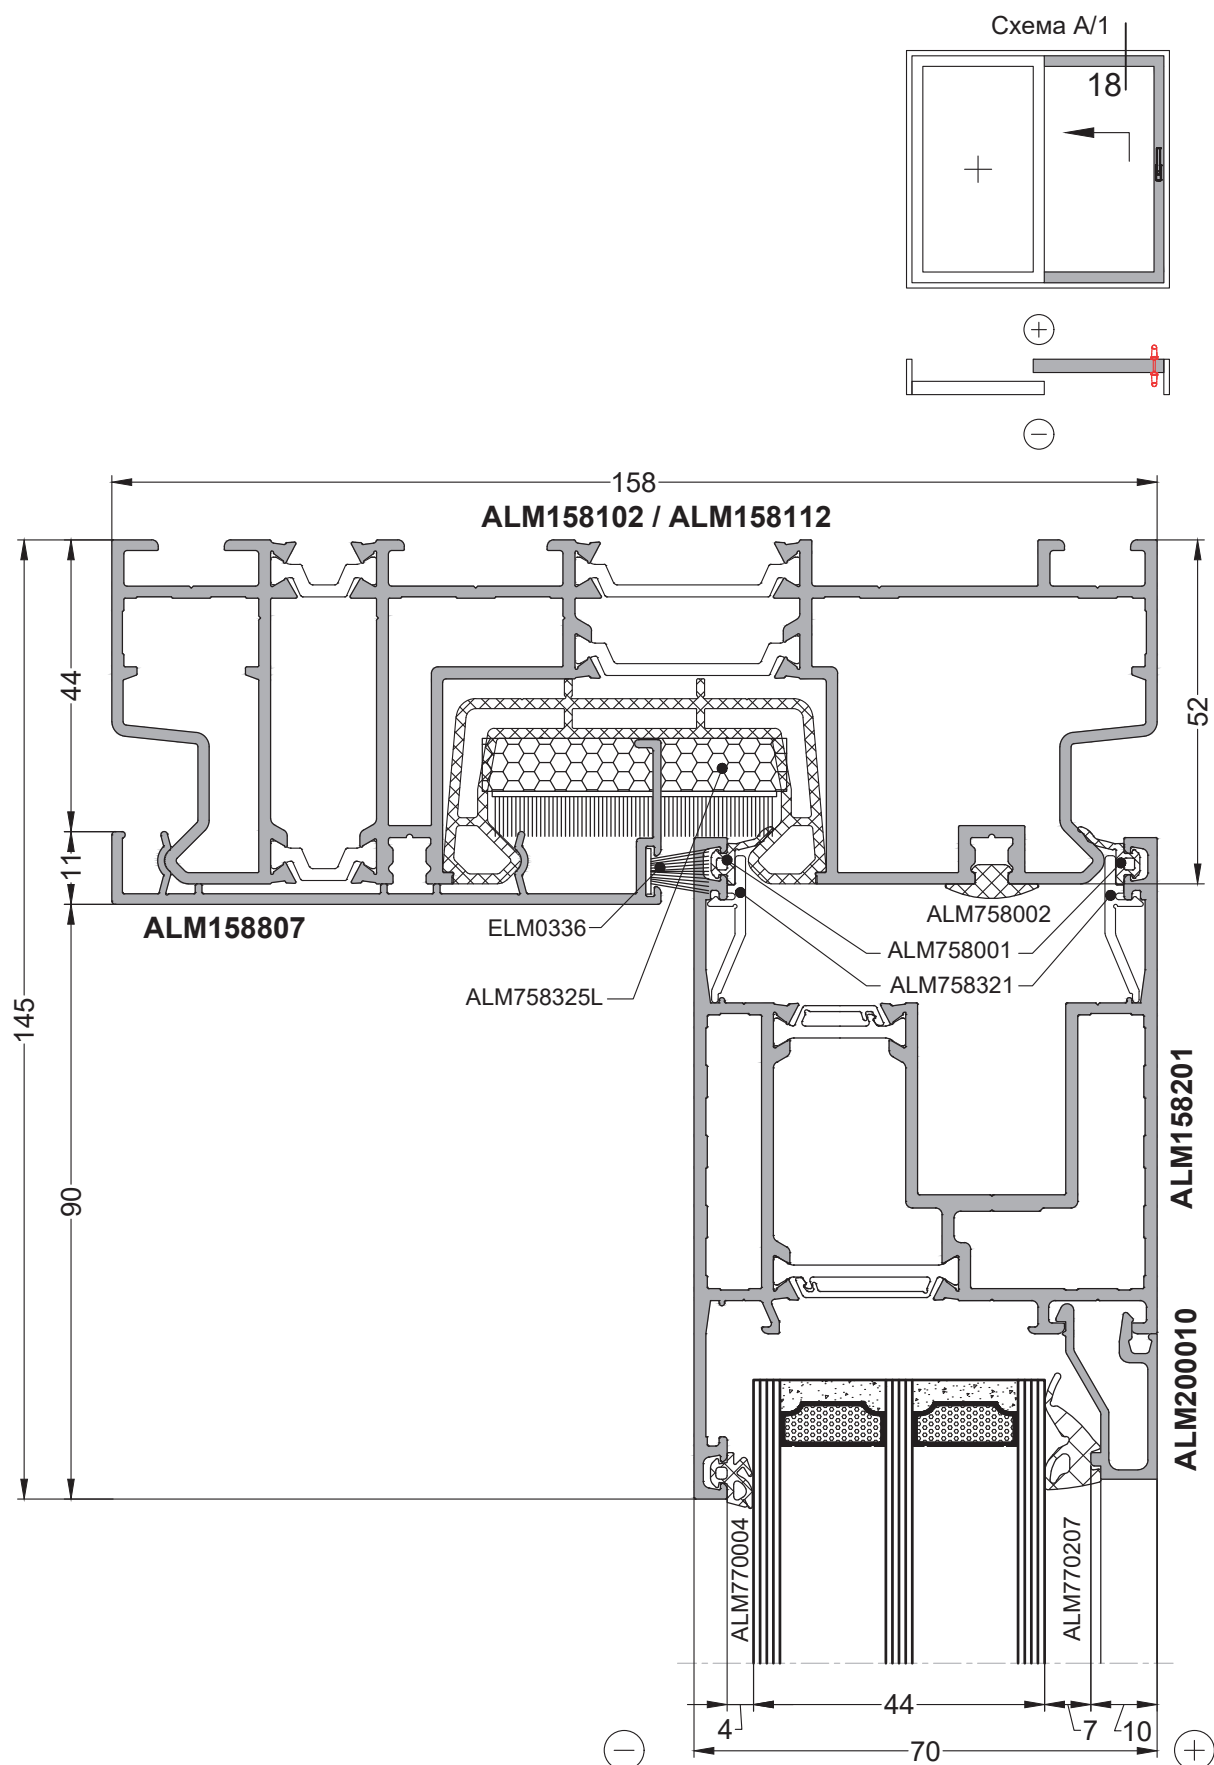 Схема А/1
18
+
−
158
ALM158102 / ALM158112
44
52
11
ALM158807
ELM0336
ALM758002
ALM758001
ALM758325L
ALM758321
145
90
ALM158201
ALM200010
ALM770004
ALM770207
44
4
7
10
70
−
+